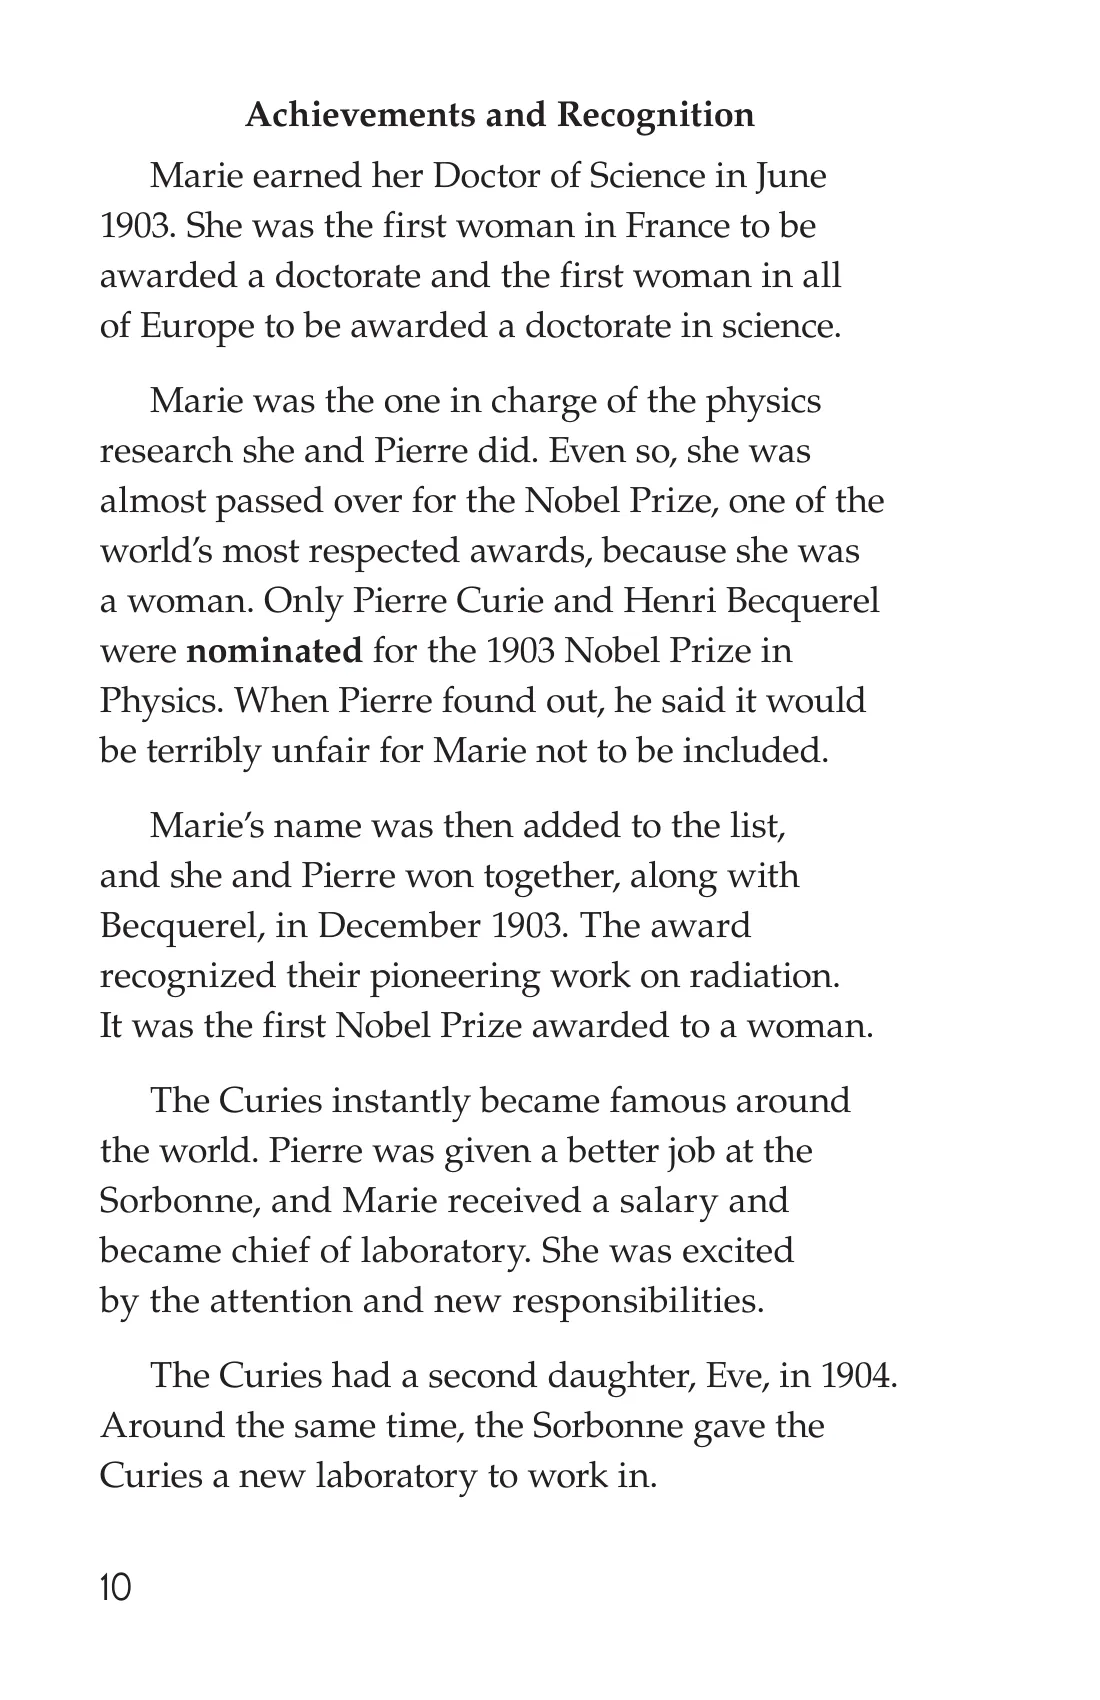 Achievements and Recognition
Marie earned her Doctor of Science in June
1903. She was the first woman in France to be
awarded a doctorate and the first woman in all
of Europe to be awarded a doctorate in science.
Marie was the one in charge of the physics
research she and Pierre did. Even so, she was
almost passed over for the Nobel Prize, one of the
world’s most respected awards, because she was
a woman. Only Pierre Curie and Henri Becquerel
were nominated for the 1903 Nobel Prize in
Physics. When Pierre found out, he said it would
be terribly unfair for Marie not to be included.
Marie’s name was then added to the list,
and she and Pierre won together, along with
Becquerel, in December 1903. The award
recognized their pioneering work on radiation.
It was the first Nobel Prize awarded to a woman.
The Curies instantly became famous around
the world. Pierre was given a better job at the
Sorbonne, and Marie received a salary and
became chief of laboratory. She was excited
by the attention and new responsibilities.
The Curies had a second daughter, Eve, in 1904.
Around the same time, the Sorbonne gave the
Curies a new laboratory to work in.
10